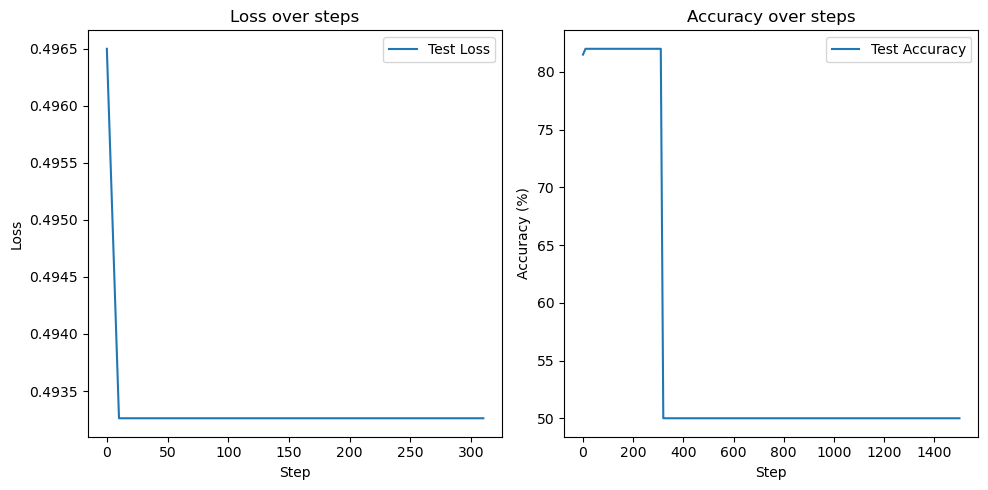 Loss over steps
Test Loss
0.4965
0.4960
0.4955
0.4950
0.4945
0.4940
0.4935
Loss
0 50 100 150 200 250 300
Step
Accuracy over steps
Test Accuracy
80
75
70
65
60
55
50
Accuracy (%)
0 200 400 600 800 1000 1200 1400
Step